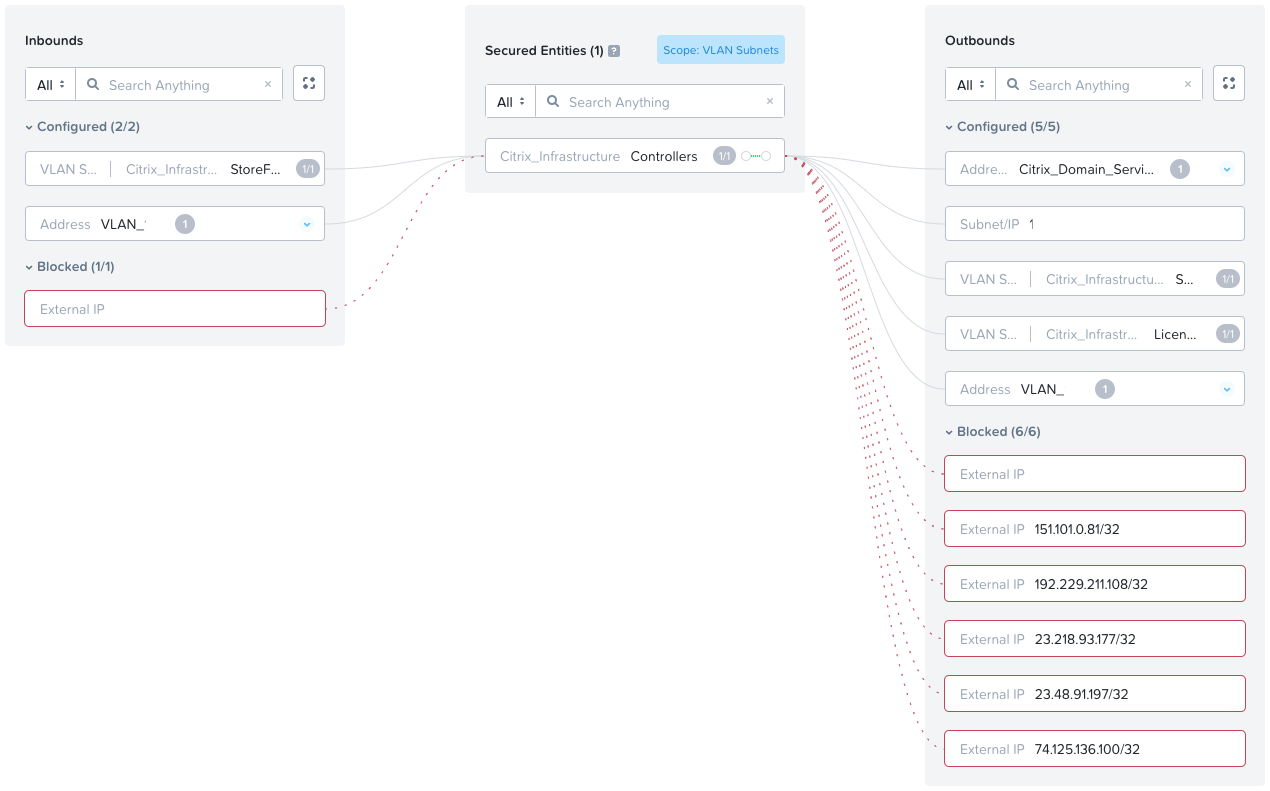 Inbounds
All Search Anything ×
Configured (2/2)
VLAN S... Citrix_Infrastr... StoreF... 1/1
Address VLAN_ 1
Blocked (1/1)
External IP
Secured Entities (1) ? Scope: VLAN Subnets
All Search Anything ×
Citrix_Infrastructure Controllers 1/1
Outbounds
All Search Anything ×
Configured (5/5)
Addre... Citrix_Domain_Servi... 1
Subnet/IP
VLAN S... Citrix_Infrastructu... S... 1/1
VLAN S... Citrix_Infrastr... Licen... 1/1
Address VLAN_ 1
Blocked (6/6)
External IP
External IP 151.101.0.81/32
External IP 192.229.211.108/32
External IP 23.218.93.177/32
External IP 23.48.91.197/32
External IP 74.125.136.100/32